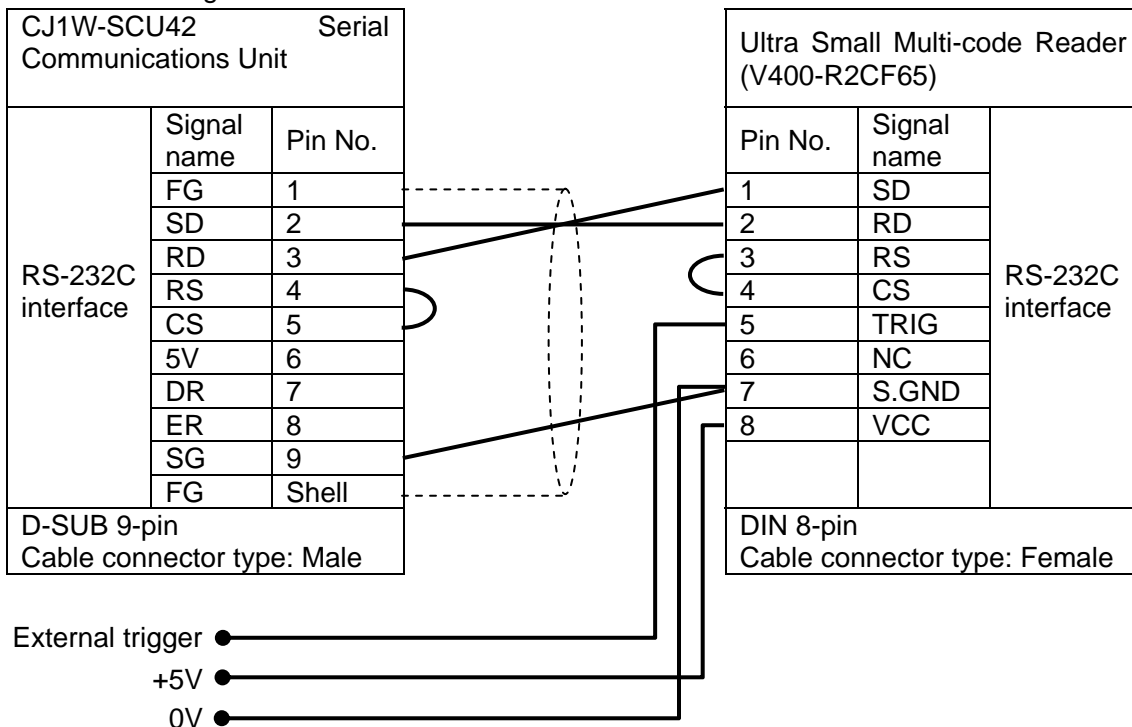 CJ1W-SCU42 Serial
Communications Unit
Ultra Small Multi-code Reader
(V400-R2CF65)
RS-232C
interface
Signal
name
Pin No.
FG 1
SD 2
RD 3
RS 4
CS 5
5V 6
DR 7
ER 8
SG 9
FG Shell
Pin No.
Signal
name
1 SD
2 RD
3 RS
4 CS
5 TRIG
6 NC
7 S.GND
8 VCC
RS-232C
interface
D-SUB 9-pin
Cable connector type: Male
DIN 8-pin
Cable connector type: Female
External trigger
+5V
0V